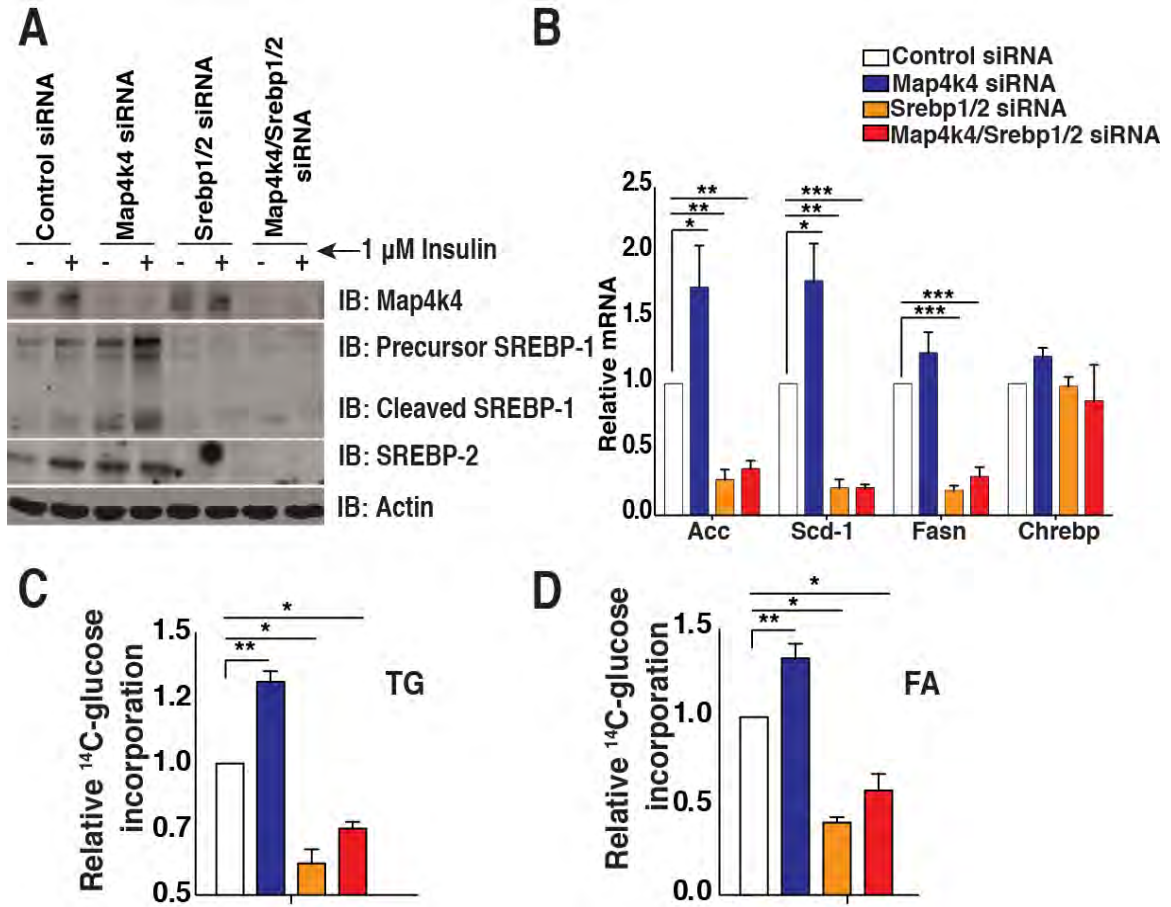 A
Control siRNA
Map4k4 siRNA
Srebp1/2 siRNA
Map4k4/Srebp1/2
siRNA
- + - + - + - +
1 µM Insulin
IB: Map4k4
IB: Precursor SREBP-1
IB: Cleaved SREBP-1
IB: SREBP-2
IB: Actin
B
Control siRNA
Map4k4 siRNA
Srebp1/2 siRNA
Map4k4/Srebp1/2 siRNA
Relative mRNA
2.5
2.0
1.5
1.0
0.5
0.0
**
**
*
***
**
*
***
***
Acc Scd-1 Fasn Chrebp
C
Relative ¹⁴C-glucose
incorporation
1.5
1.2
1.0
0.7
0.5
*
*
**
TG
D
Relative ¹⁴C-glucose
incorporation
1.5
1.0
0.5
0.0
*
*
**
FA